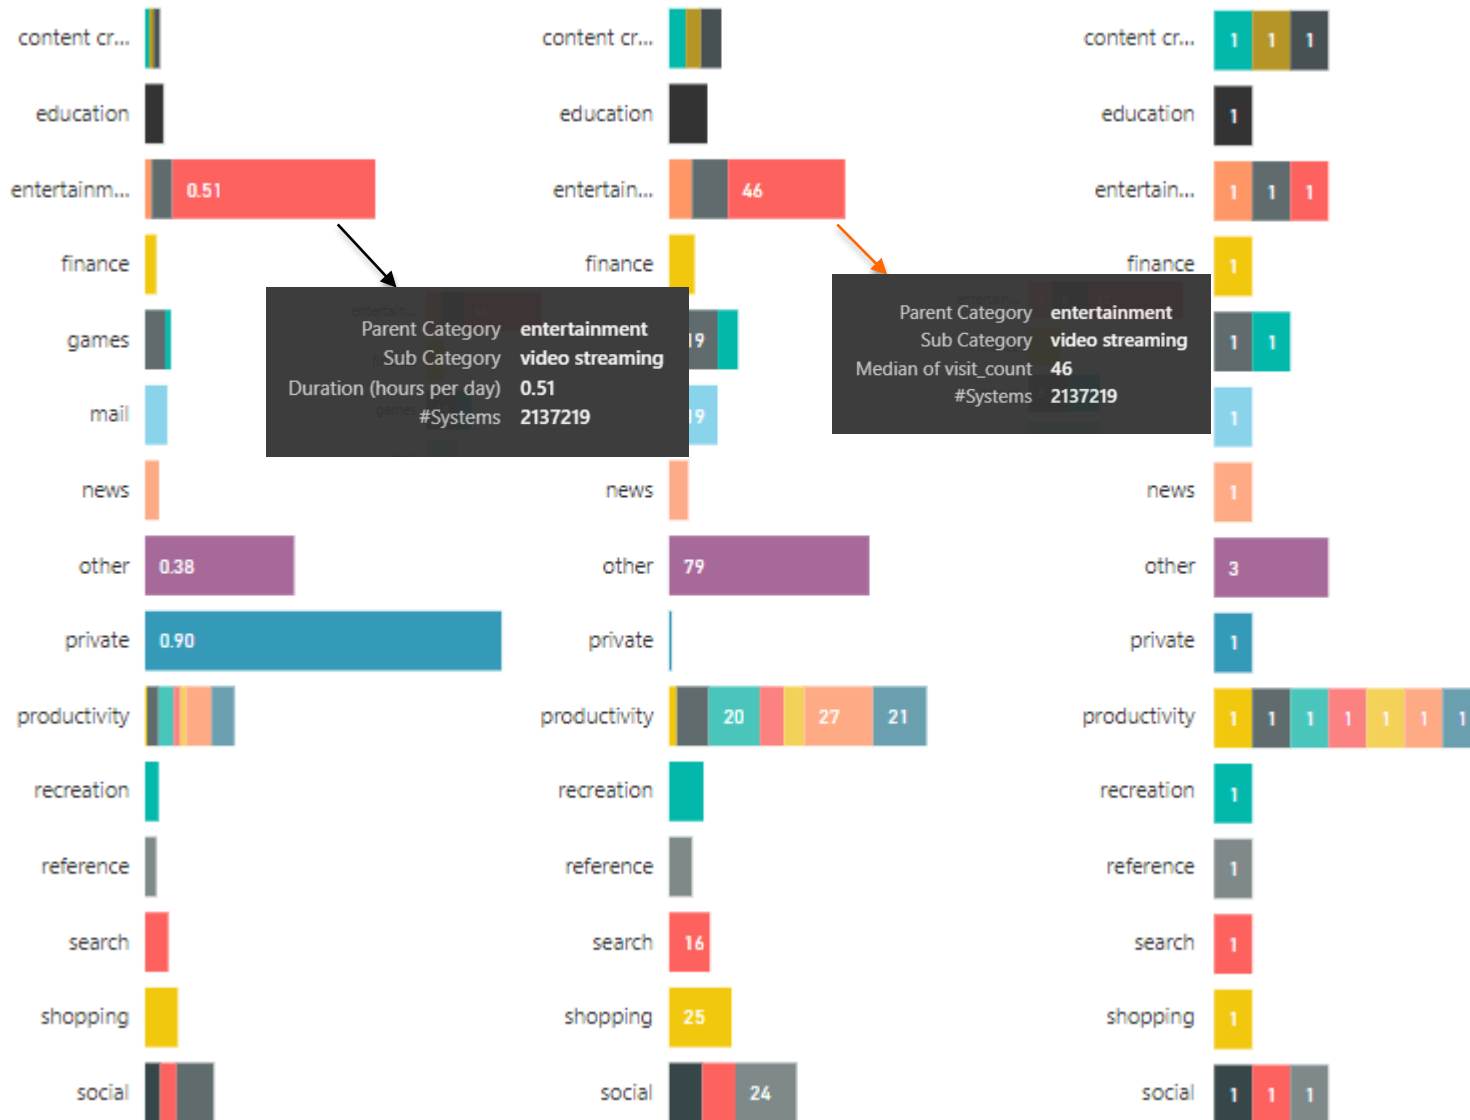 content cr... content cr... content cr... 1 1 1
education education education 1
entertainm... 0.51 entertain... 46 entertain... 1 1 1
finance finance finance 1
games 19 games 1 1
mail 19 1
Parent Category entertainment
Sub Category video streaming
Duration (hours per day) 0.51
#Systems 2137219
Parent Category entertainment
Sub Category video streaming
Median of visit_count 46
#Systems 2137219
news news news 1
other 0.38 other 79 other 3
private 0.90 private private 1
productivity productivity 20 27 21 productivity 1 1 1 1 1 1 1
recreation recreation recreation 1
reference reference reference 1
search search 16 search 1
shopping shopping 25 shopping 1
social social 24 social 1 1 1